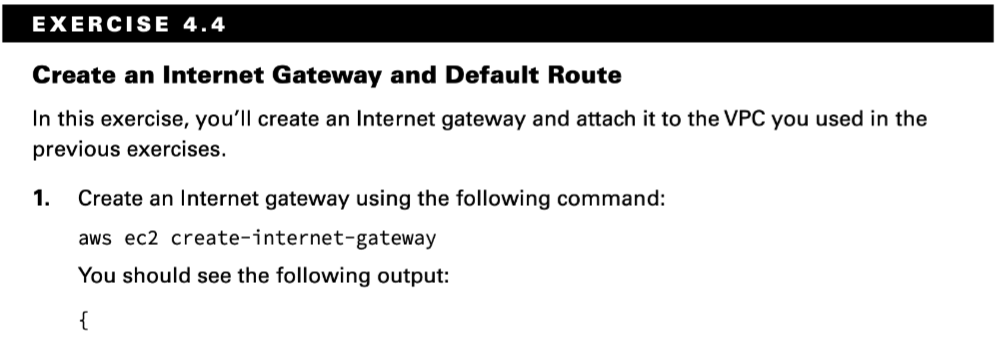 EXERCISE 4.4
Create an Internet Gateway and Default Route
In this exercise, you’ll create an Internet gateway and attach it to the VPC you used in the
previous exercises.
1. Create an Internet gateway using the following command:
aws ec2 create-internet-gateway
You should see the following output:
{